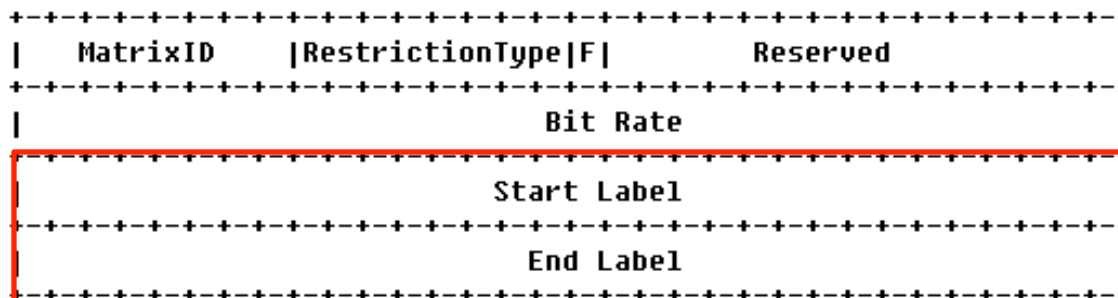 +-+-+-+-+-+-+-+-+-+-+-+-+-+-+-+-+-+-+-+-+-+-+-+-+-+-+-+-+-+-+-+-
| MatrixID |RestrictionType|F| Reserved
+-+-+-+-+-+-+-+-+-+-+-+-+-+-+-+-+-+-+-+-+-+-+-+-+-+-+-+-+-+-+-+-
| Bit Rate
+-+-+-+-+-+-+-+-+-+-+-+-+-+-+-+-+-+-+-+-+-+-+-+-+-+-+-+-+-+-+-+-
| Start Label
+-+-+-+-+-+-+-+-+-+-+-+-+-+-+-+-+-+-+-+-+-+-+-+-+-+-+-+-+-+-+-+-
| End Label
+-+-+-+-+-+-+-+-+-+-+-+-+-+-+-+-+-+-+-+-+-+-+-+-+-+-+-+-+-+-+-+-